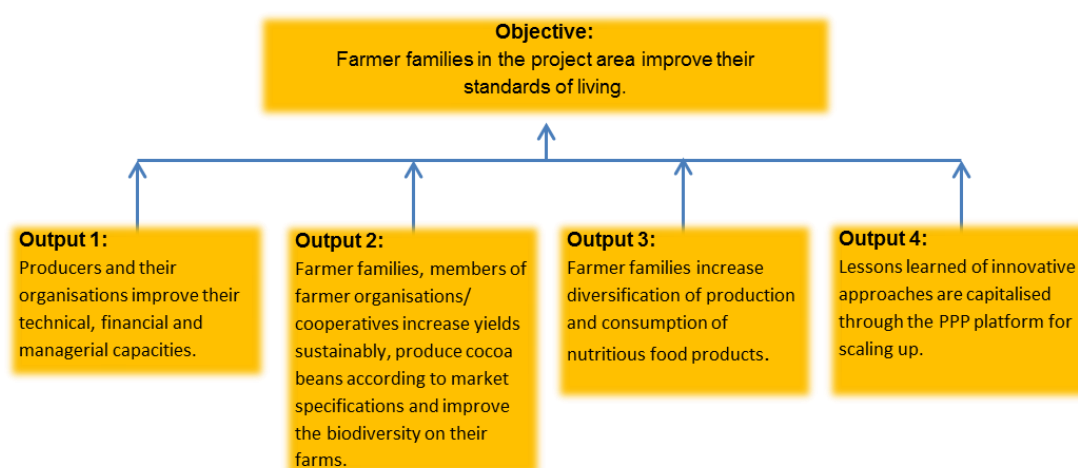 Objective:
Farmer families in the project area improve their
standards of living.
Output 1:
Producers and their
organisations improve their
technical, financial and
managerial capacities.
Output 2:
Farmer families, members of
farmer organisations/
cooperatives increase yields
sustainably, produce cocoa
beans according to market
specifications and improve
the biodiversity on their
farms.
Output 3:
Farmer families increase
diversification of production
and consumption of
nutritious food products.
Output 4:
Lessons learned of innovative
approaches are capitalised
through the PPP platform for
scaling up.